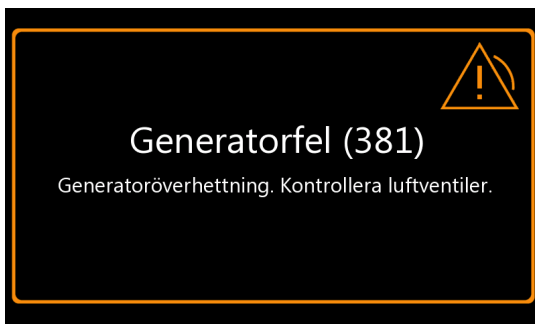 Generatorfel (381)
Generatoröverhettning. Kontrollera luftventiler.